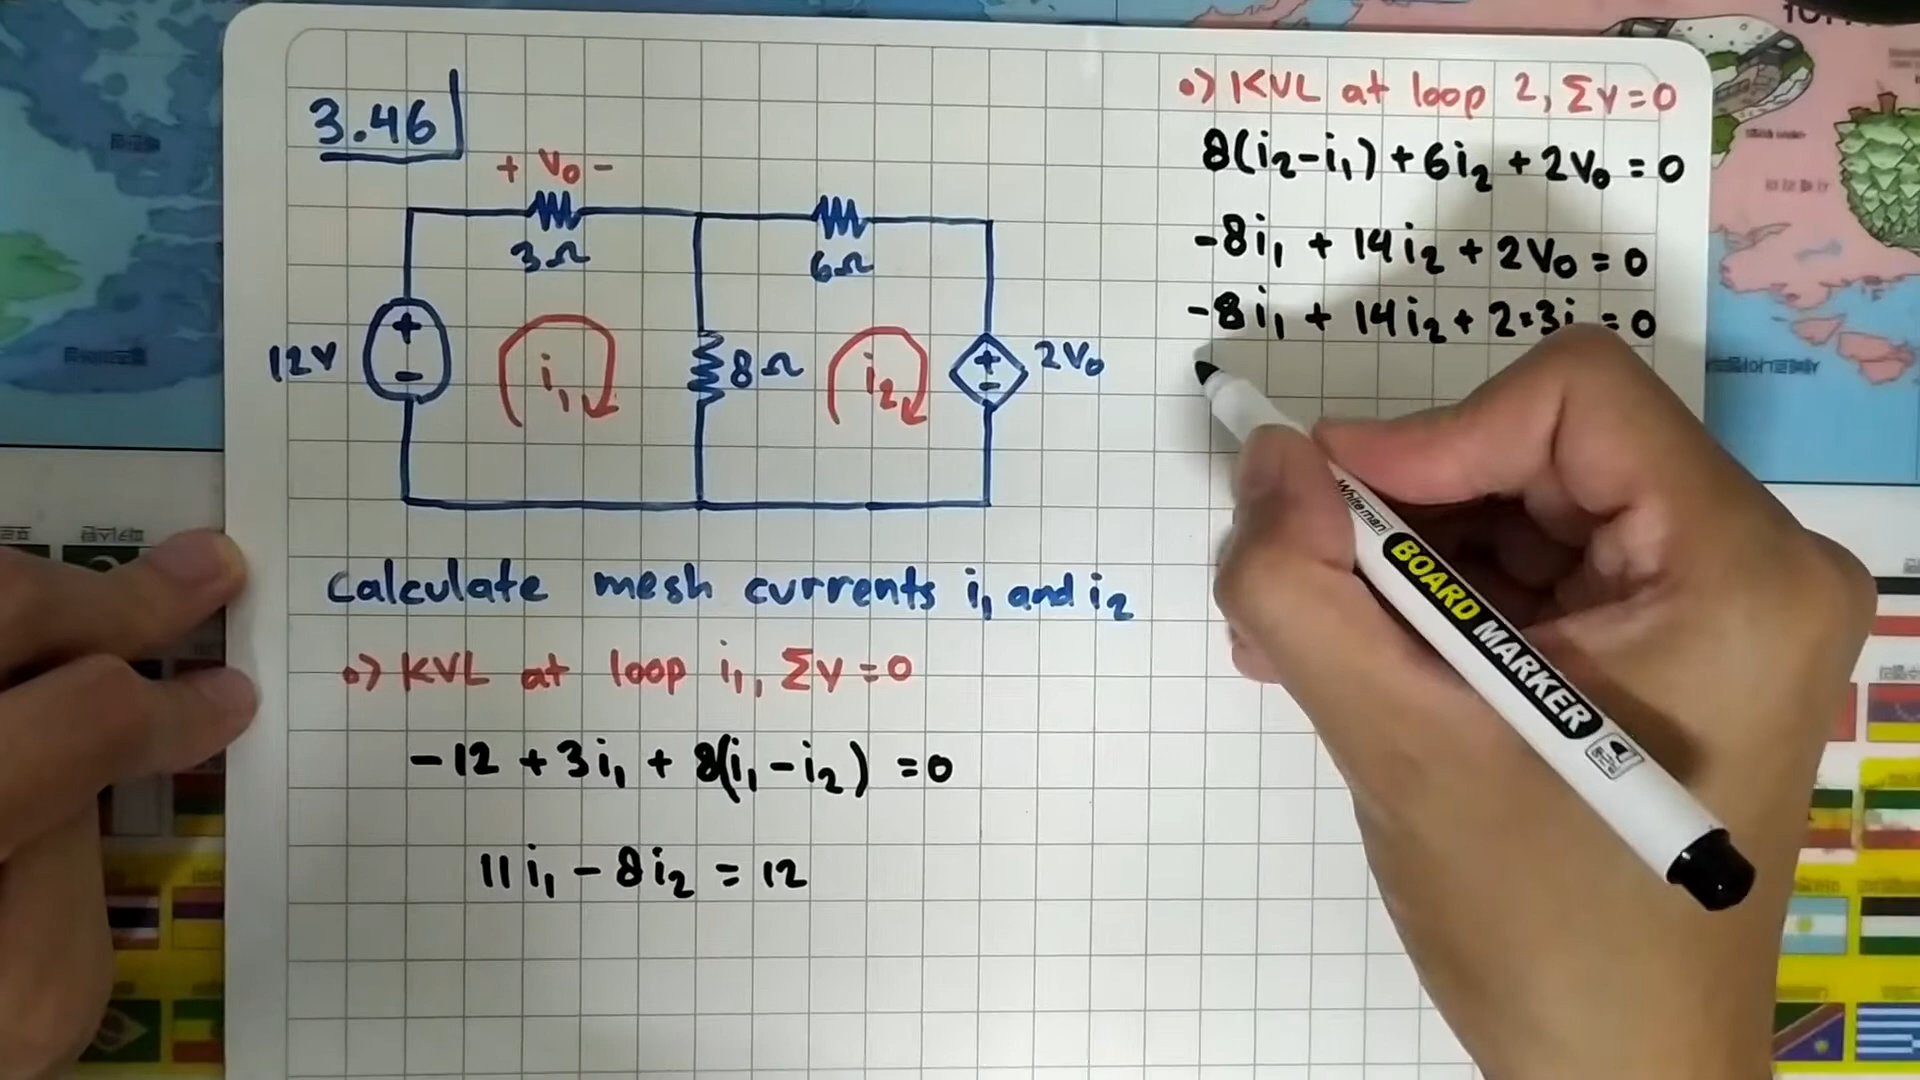 3.46
+ V₀ -
3Ω
6Ω
12V
+
-
i₁
8Ω
i₂
+
-
2V₀
Calculate mesh currents i₁ and i₂
•) KVL at loop i₁, ΣV=0
-12 + 3i₁ + 8(i₁ - i₂) = 0
11i₁ - 8i₂ = 12
•) KVL at loop 2, ΣV=0
8(i₂-i₁) + 6i₂ + 2V₀ = 0
-8i₁ + 14i₂ + 2V₀ = 0
-8i₁ + 14i₂ + 2•3i = 0
Whiteman
BOARD MARKER